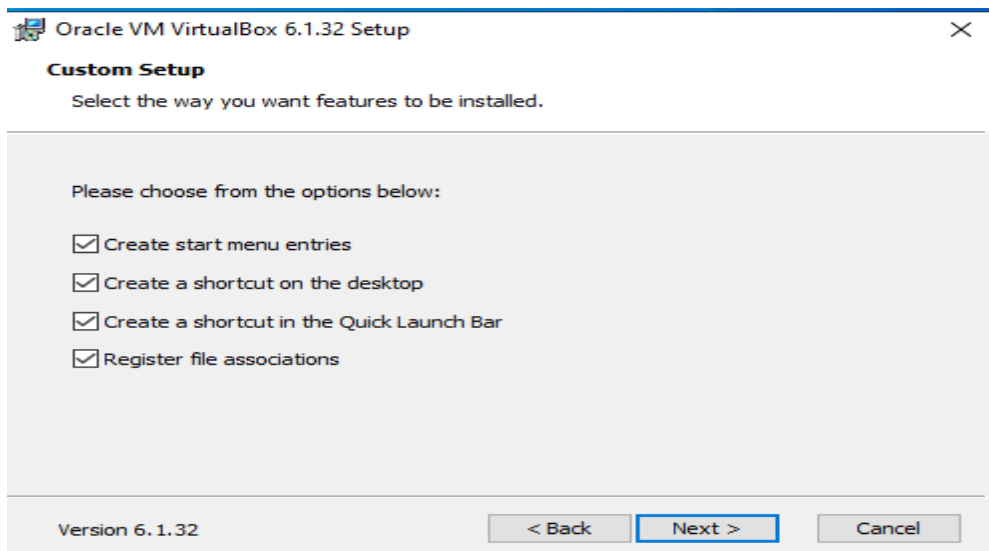 Oracle VM VirtualBox 6.1.32 Setup
Custom Setup
Select the way you want features to be installed.
Please choose from the options below:
Create start menu entries
Create a shortcut on the desktop
Create a shortcut in the Quick Launch Bar
Register file associations
Version 6.1.32
< Back
Next >
Cancel